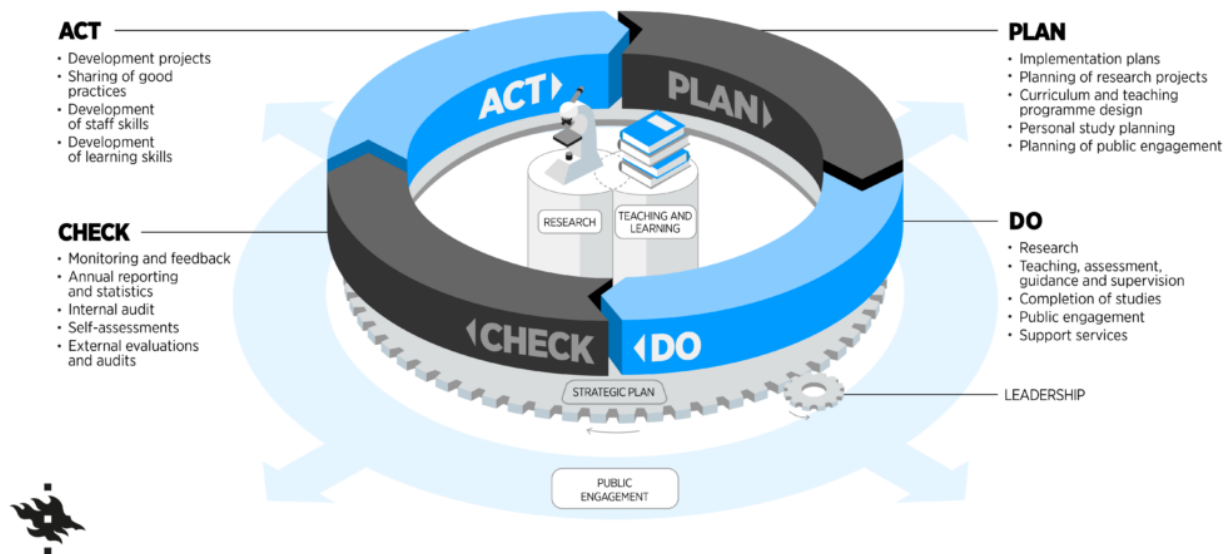 ACT
• Development projects
• Sharing of good
practices
• Development
of staff skills
• Development
of learning skills
CHECK
• Monitoring and feedback
• Annual reporting
and statistics
• Internal audit
• Self-assessments
• External evaluations
and audits
ACT
PLAN
RESEARCH
TEACHING AND
LEARNING
CHECK
DO
STRATEGIC PLAN
PUBLIC
ENGAGEMENT
PLAN
• Implementation plans
• Planning of research projects
• Curriculum and teaching
programme design
• Personal study planning
• Planning of public engagement
DO
• Research
• Teaching, assessment,
guidance and supervision
• Completion of studies
• Public engagement
• Support services
LEADERSHIP